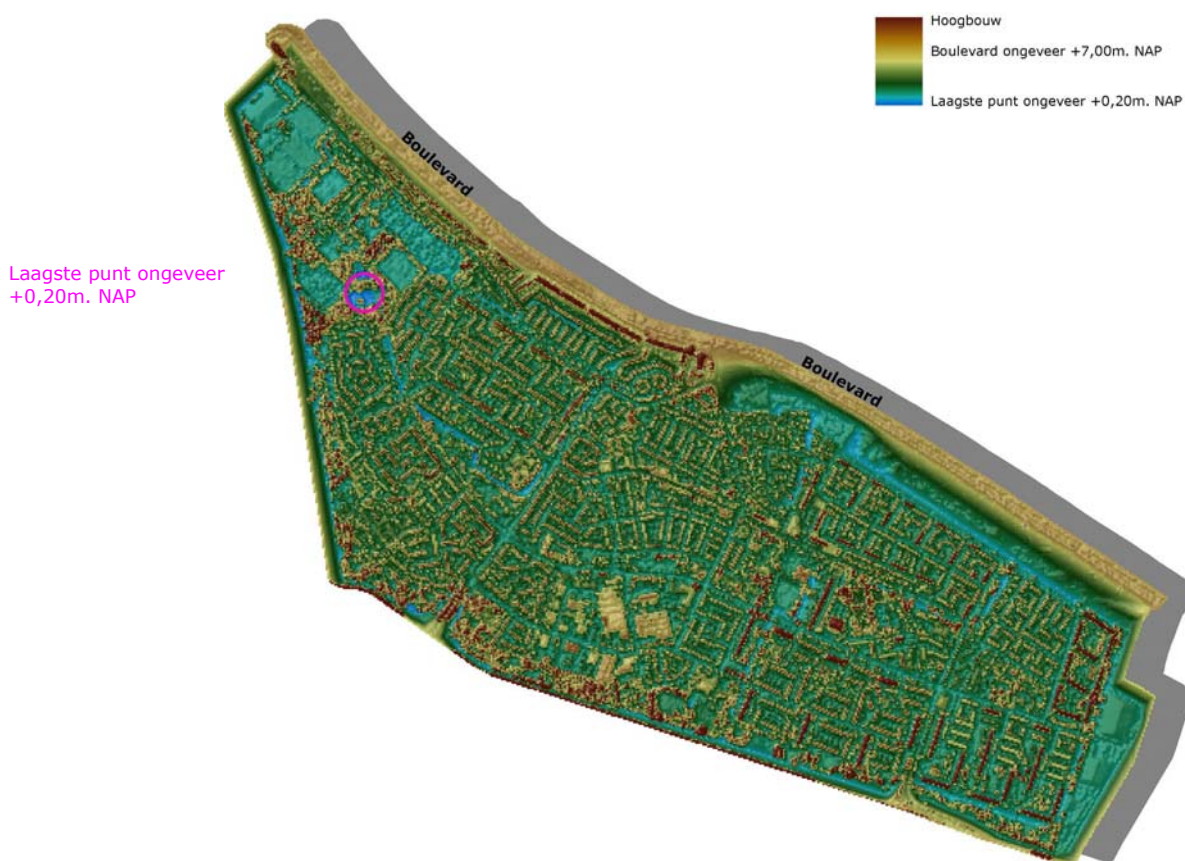 Hoogbouw
Boulevard ongeveer +7,00m. NAP
Laagste punt ongeveer +0,20m. NAP
Boulevard
Laagste punt ongeveer
+0,20m. NAP
Boulevard